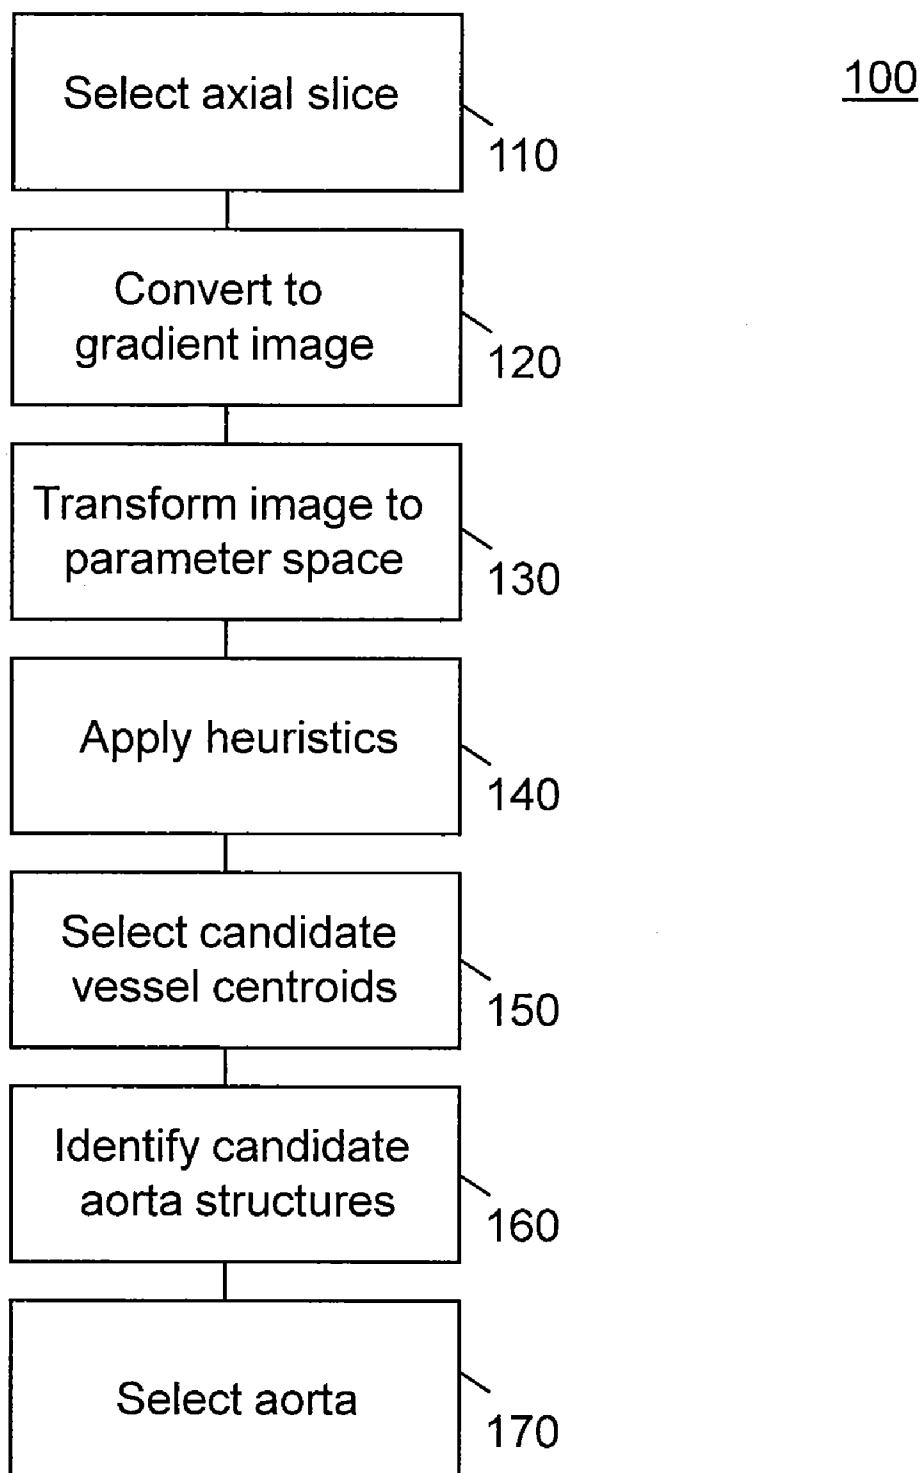 100
Select axial slice
110
Convert to
gradient image
120
Transform image to
parameter space
130
Apply heuristics
140
Select candidate
vessel centroids
150
Identify candidate
aorta structures
160
Select aorta
170